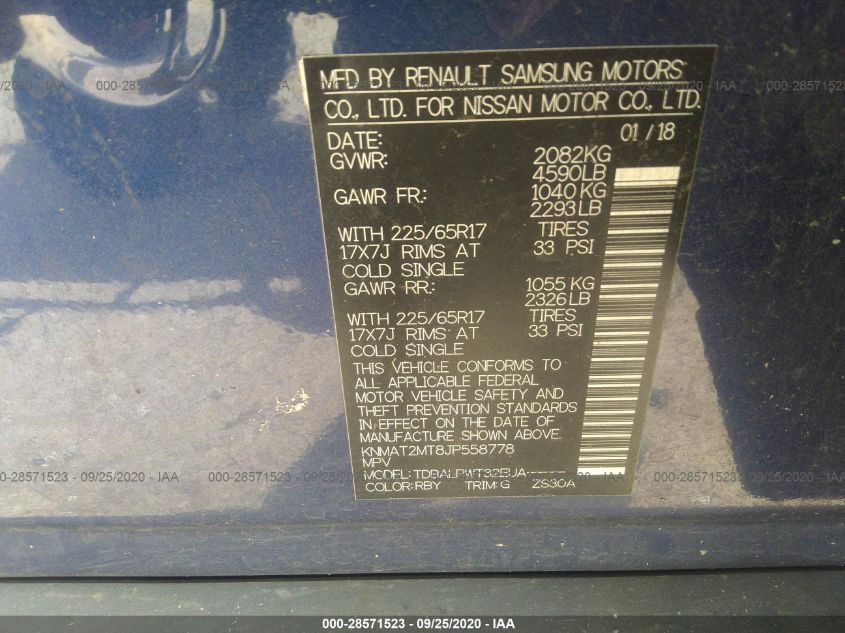 MFD BY RENAULT SAMSUNG MOTORS
CO., LTD. FOR NISSAN MOTOR CO., LTD.
DATE: 01 / 18
GVWR: 2082KG
4590LB
GAWR FR.: 1040 KG
2293 LB
WITH 225/65R17 TIRES
17X7J RIMS AT 33 PSI
COLD SINGLE
GAWR RR.: 1055 KG
2326 LB
WITH 225/65R17 TIRES
17X7J RIMS AT 33 PSI
COLD SINGLE
THIS VEHICLE CONFORMS TO
ALL APPLICABLE FEDERAL
MOTOR VEHICLE SAFETY AND
THEFT PREVENTION STANDARDS
IN EFFECT ON THE DATE OF
MANUFACTURE SHOWN ABOVE.
KNMAT2MT8JP558778
MPV
MODEL: TDBALPWT32EUA
COLOR: RBY TRIM: G ZS30A
000-28571523 - 09/25/2020 - IAA